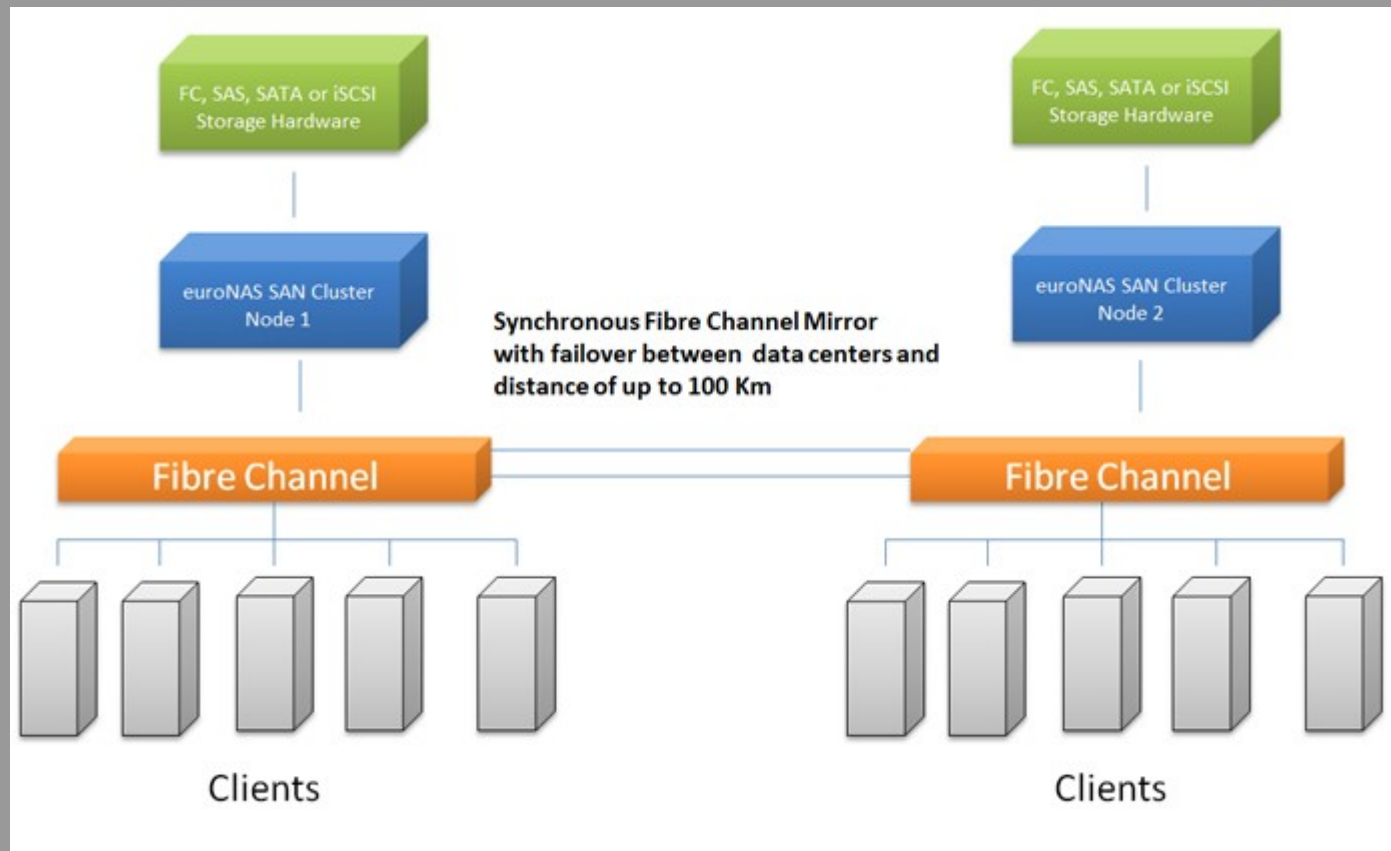 FC, SAS, SATA or iSCSI
Storage Hardware
FC, SAS, SATA or iSCSI
Storage Hardware
euroNAS SAN Cluster
Node 1
euroNAS SAN Cluster
Node 2
Synchronous Fibre Channel Mirror
with failover between data centers and
distance of up to 100 Km
Fibre Channel
Fibre Channel
Clients
Clients